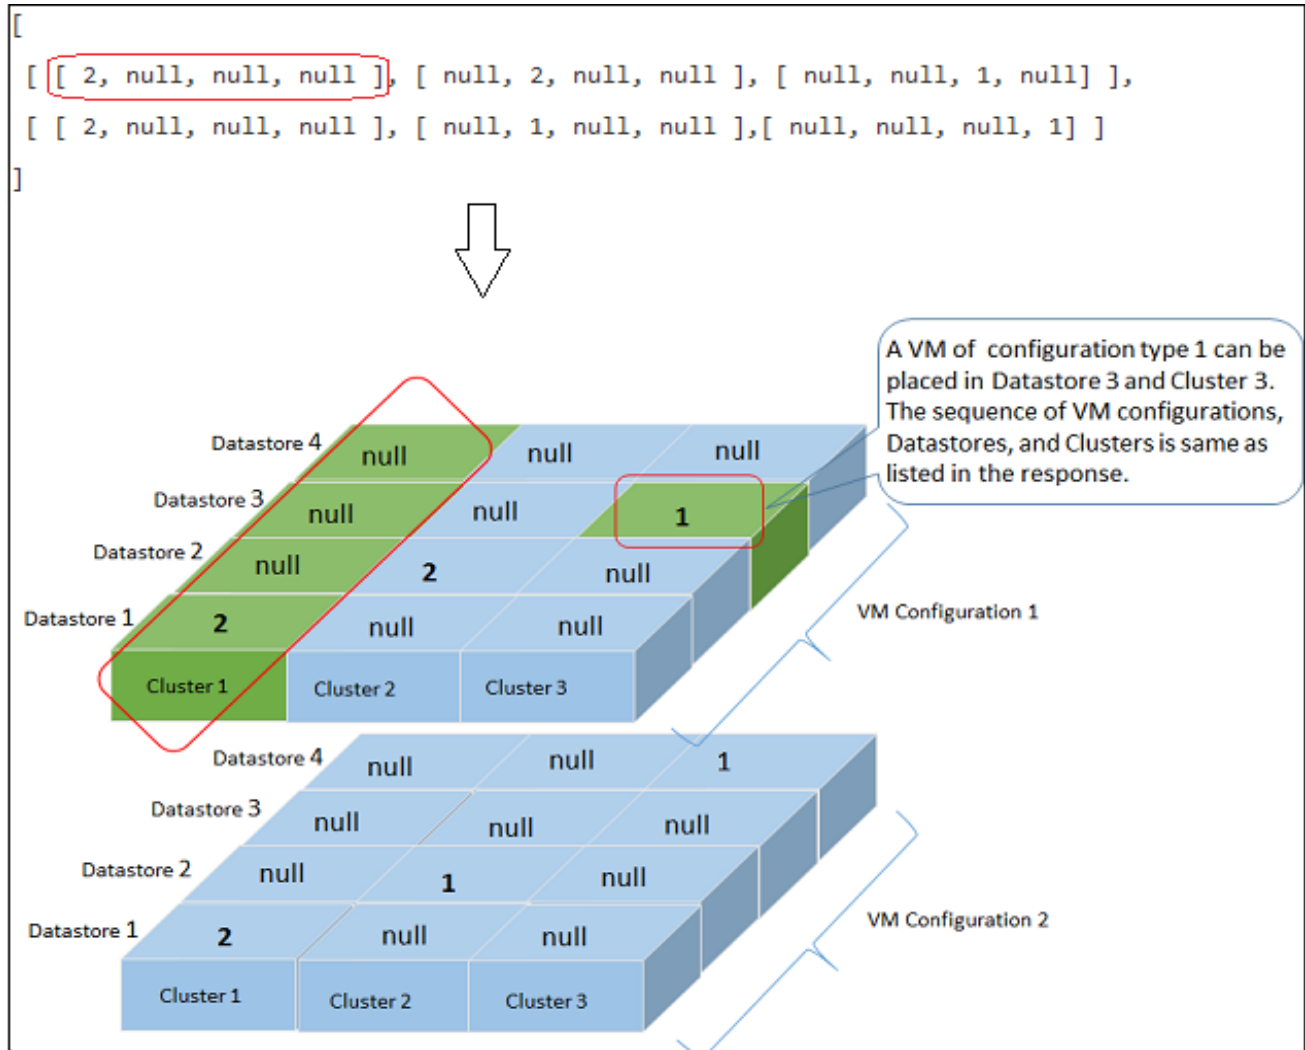 [
[ [ 2, null, null, null ], [ null, 2, null, null ], [ null, null, 1, null] ],
[ [ 2, null, null, null ], [ null, 1, null, null ],[ null, null, null, 1] ]
]
A VM of configuration type 1 can be
placed in Datastore 3 and Cluster 3.
The sequence of VM configurations,
Datastores, and Clusters is same as
listed in the response.
Datastore 4 null null null
Datastore 3 null null 1
Datastore 2 null 2 null
Datastore 1 2 null null
VM Configuration 1
Cluster 1 Cluster 2 Cluster 3
Datastore 4 null null 1
Datastore 3 null null null
Datastore 2 null 1 null
Datastore 1 2 null null
VM Configuration 2
Cluster 1 Cluster 2 Cluster 3